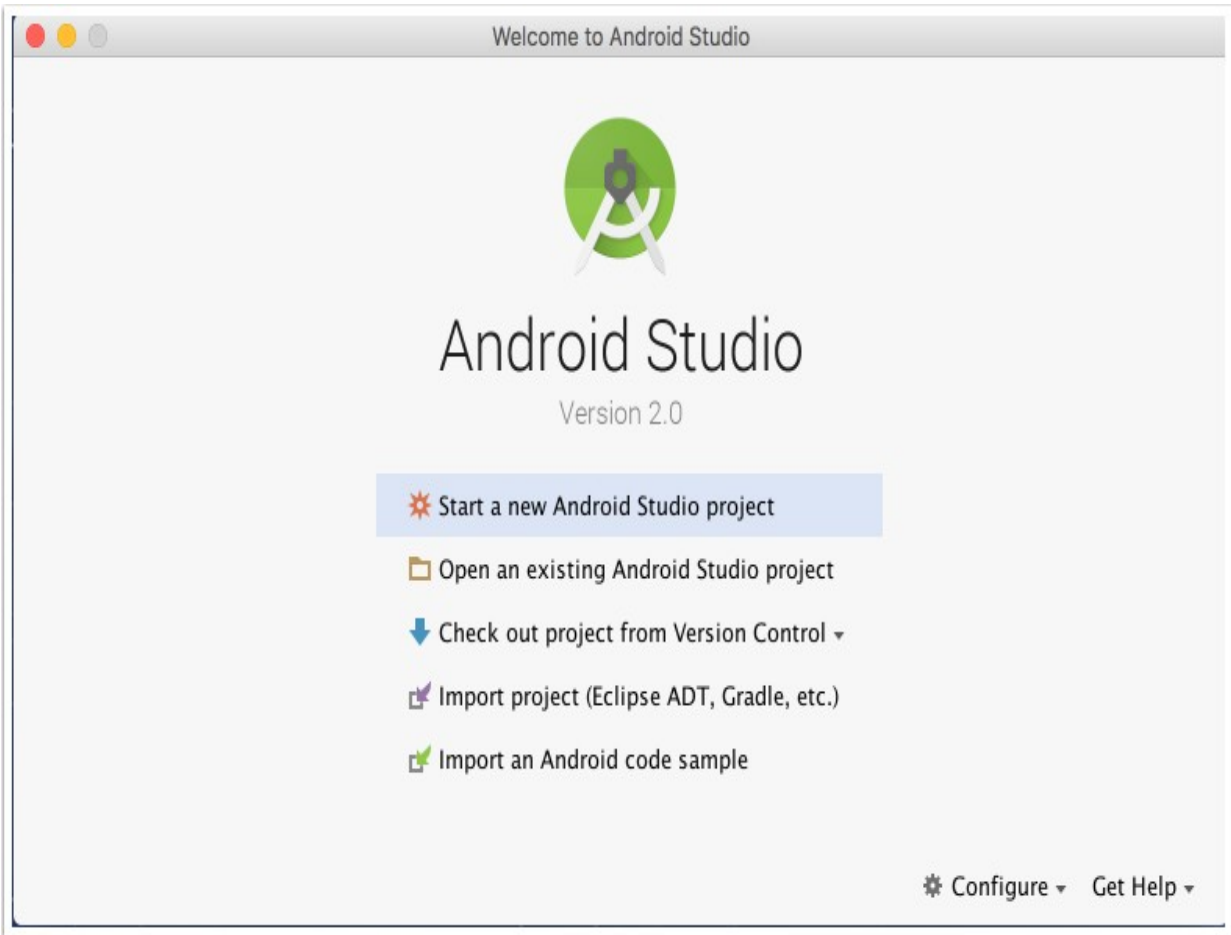 Welcome to Android Studio
Android Studio
Version 2.0
Start a new Android Studio project
Open an existing Android Studio project
Check out project from Version Control
Import project (Eclipse ADT, Gradle, etc.)
Import an Android code sample
Configure Get Help